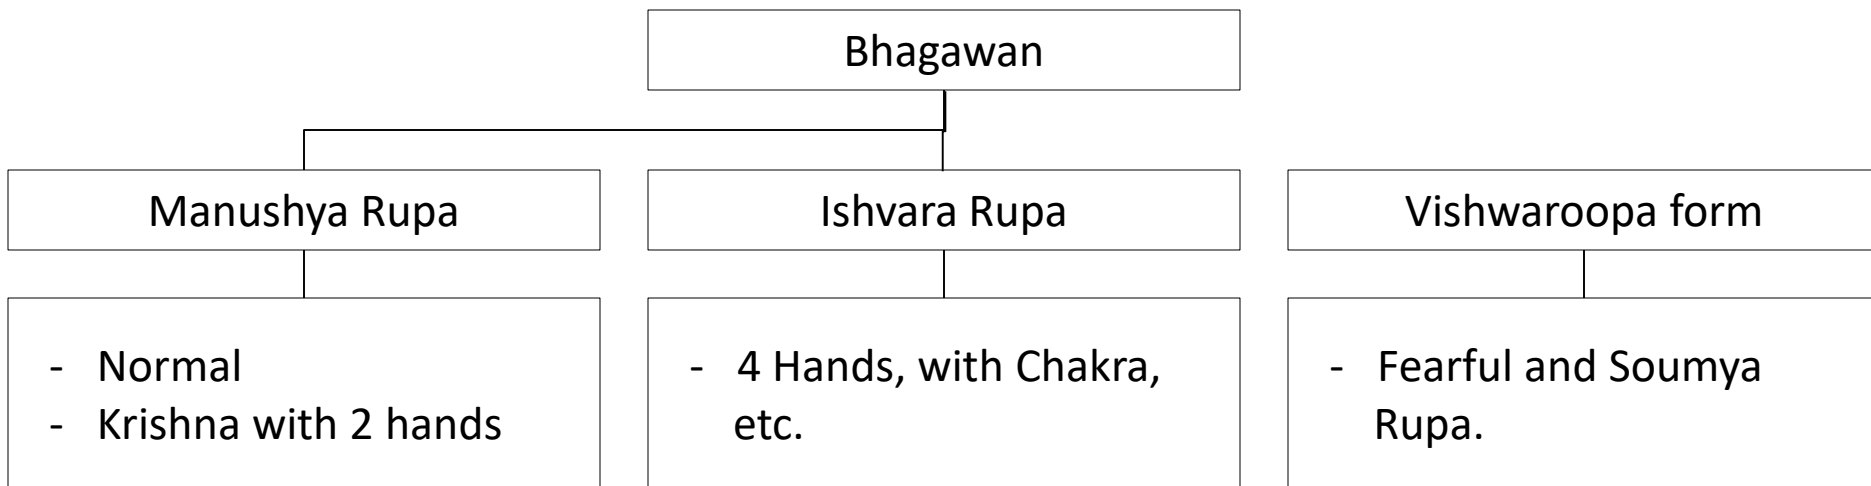 Bhagawan
Manushya Rupa
Ishvara Rupa
Vishwaroopa form
- Normal
- Krishna with 2 hands
- 4 Hands, with Chakra,
etc.
- Fearful and Soumya
Rupa.